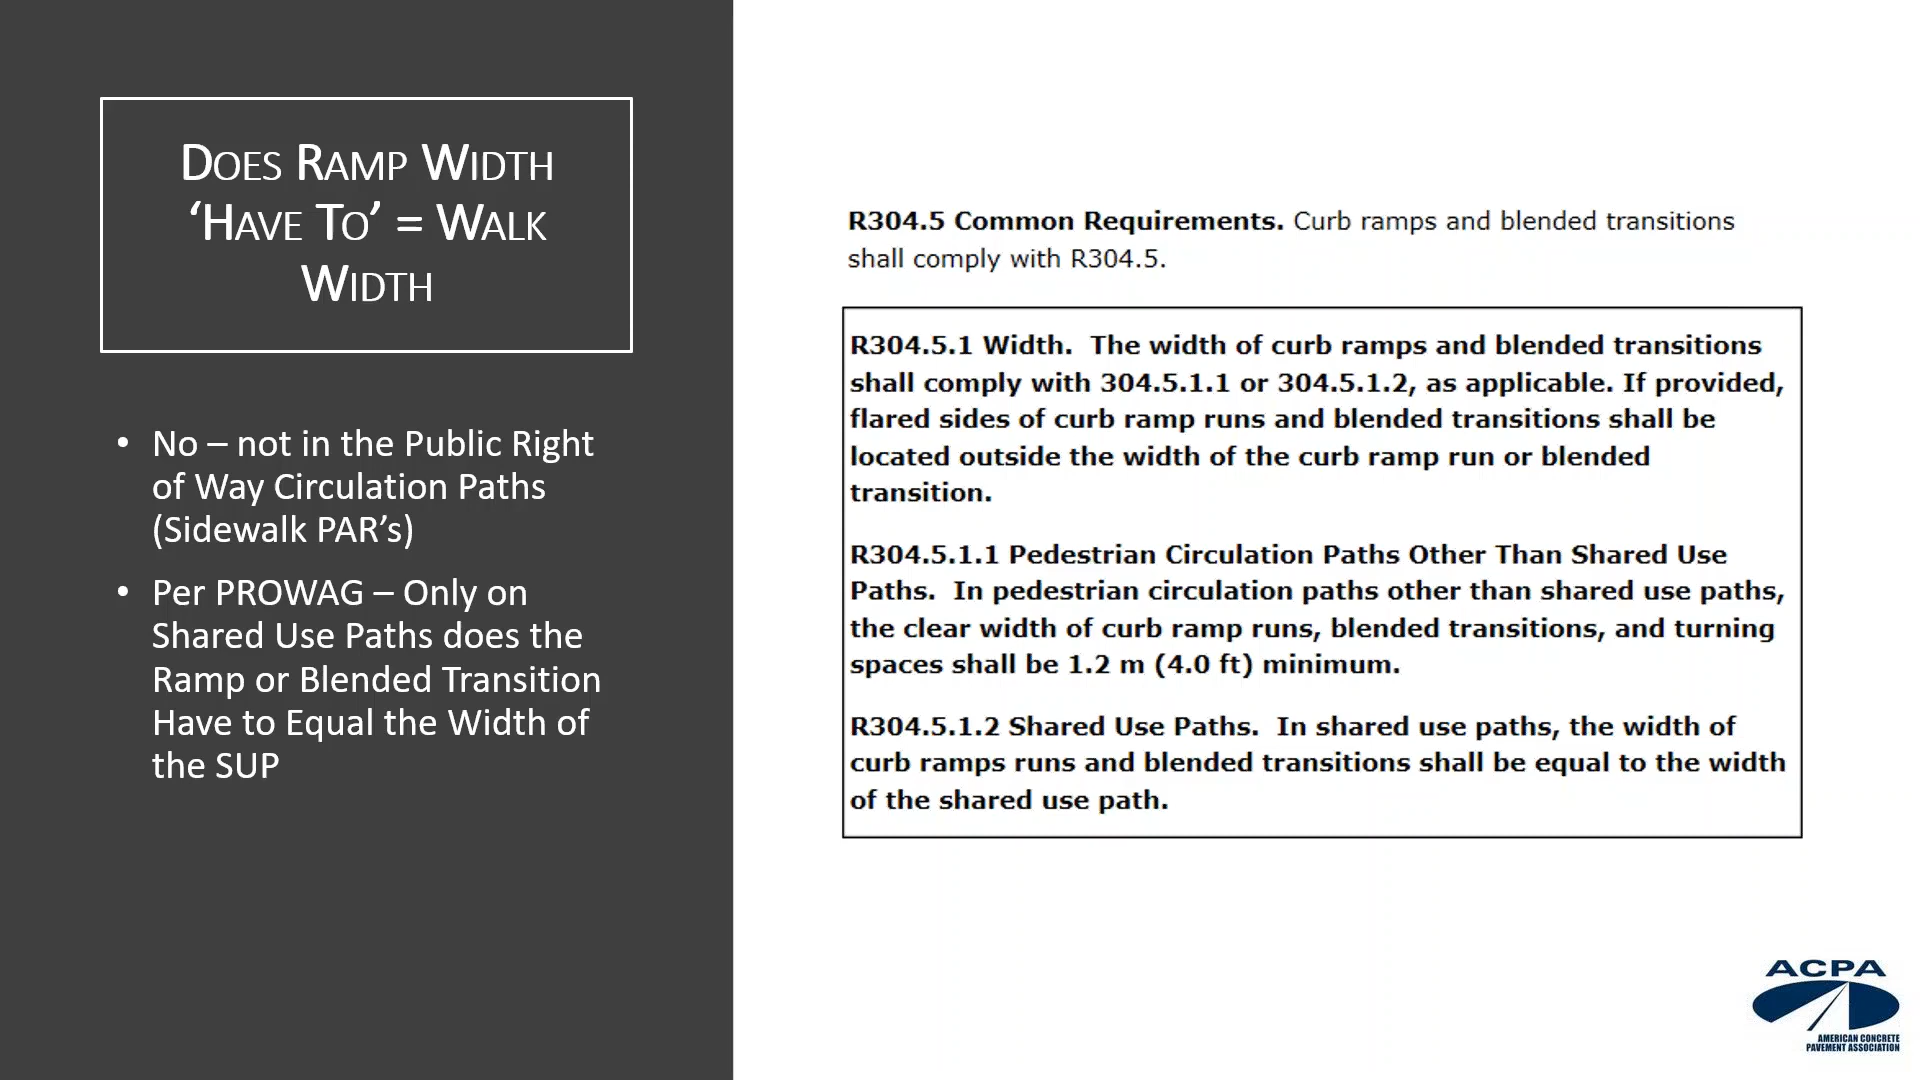 DOES RAMP WIDTH
‘HAVE TO’ = WALK
WIDTH
• No – not in the Public Right
of Way Circulation Paths
(Sidewalk PAR’s)
• Per PROWAG – Only on
Shared Use Paths does the
Ramp or Blended Transition
Have to Equal the Width of
the SUP
R304.5 Common Requirements. Curb ramps and blended transitions
shall comply with R304.5.
R304.5.1 Width.  The width of curb ramps and blended transitions
shall comply with 304.5.1.1 or 304.5.1.2, as applicable. If provided,
flared sides of curb ramp runs and blended transitions shall be
located outside the width of the curb ramp run or blended
transition.
R304.5.1.1 Pedestrian Circulation Paths Other Than Shared Use
Paths.  In pedestrian circulation paths other than shared use paths,
the clear width of curb ramp runs, blended transitions, and turning
spaces shall be 1.2 m (4.0 ft) minimum.
R304.5.1.2 Shared Use Paths.  In shared use paths, the width of
curb ramps runs and blended transitions shall be equal to the width
of the shared use path.
ACPA
AMERICAN CONCRETE
PAVEMENT ASSOCIATION